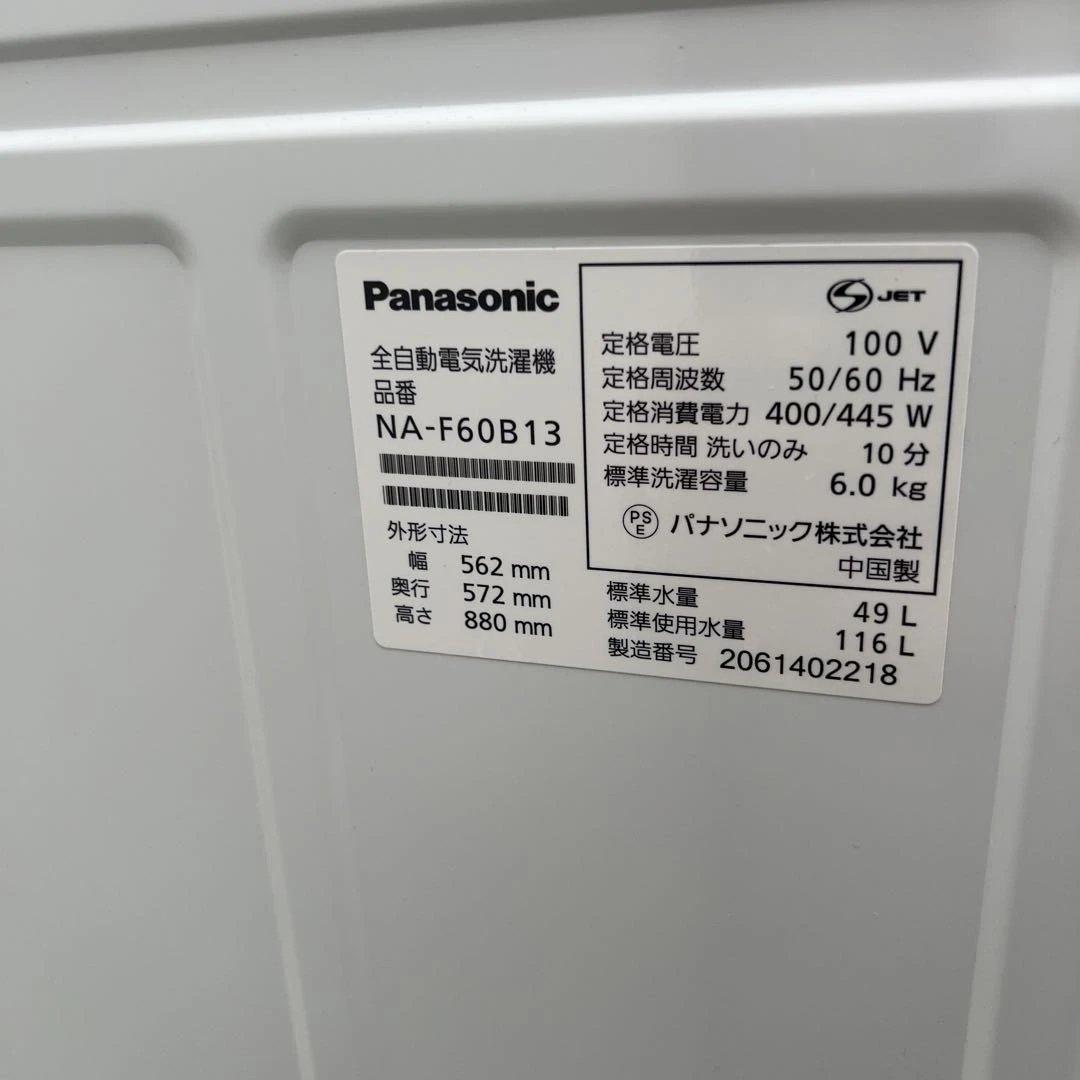 Panasonic
全自動電気洗濯機
品番
NA-F60B13
外形寸法
幅 562 mm
奥行 572 mm
高さ 880 mm
S JET
定格電圧 100 V
定格周波数 50/60 Hz
定格消費電力 400/445 W
定格時間 洗いのみ 10 分
標準洗濯容量 6.0 kg
PSE パナソニック株式会社
中国製
標準水量 49 L
標準使用水量 116 L
製造番号 2061402218